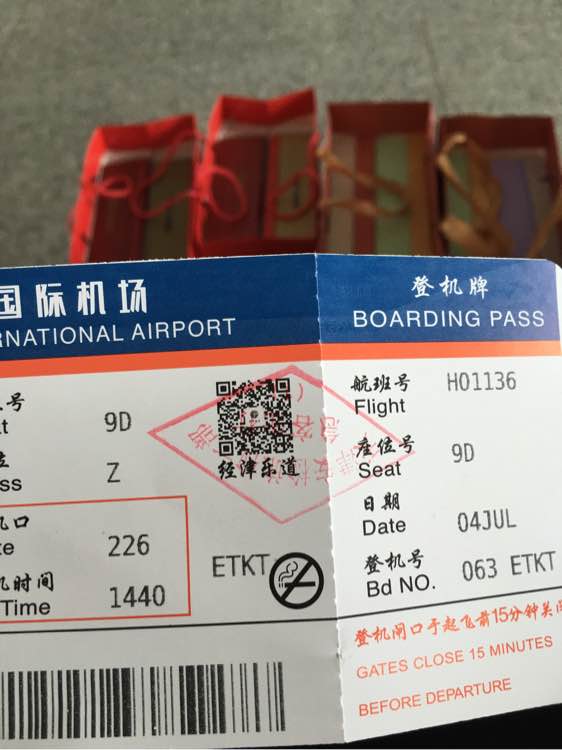 国际机场
RNATIONAL AIRPORT
号
9D
Z
226
1440
ETKT
经津乐道
登机牌
BOARDING PASS
航班号
Flight
HO1136
座位号
Seat
9D
日期
Date
04JUL
登机号
Bd NO.
063 ETKT
登机闸口于起飞前15分钟关闭
GATES CLOSE 15 MINUTES
BEFORE DEPARTURE
机口
机时间
Time